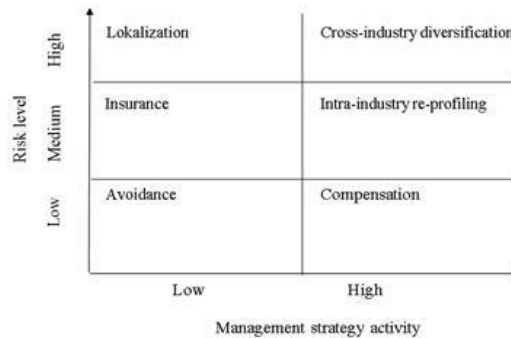 High
Lokalization
Cross-industry diversification
Risk level
Medium
Insurance
Intra-industry re-profiling
Low
Avoidance
Compensation
Low
High
Management strategy activity